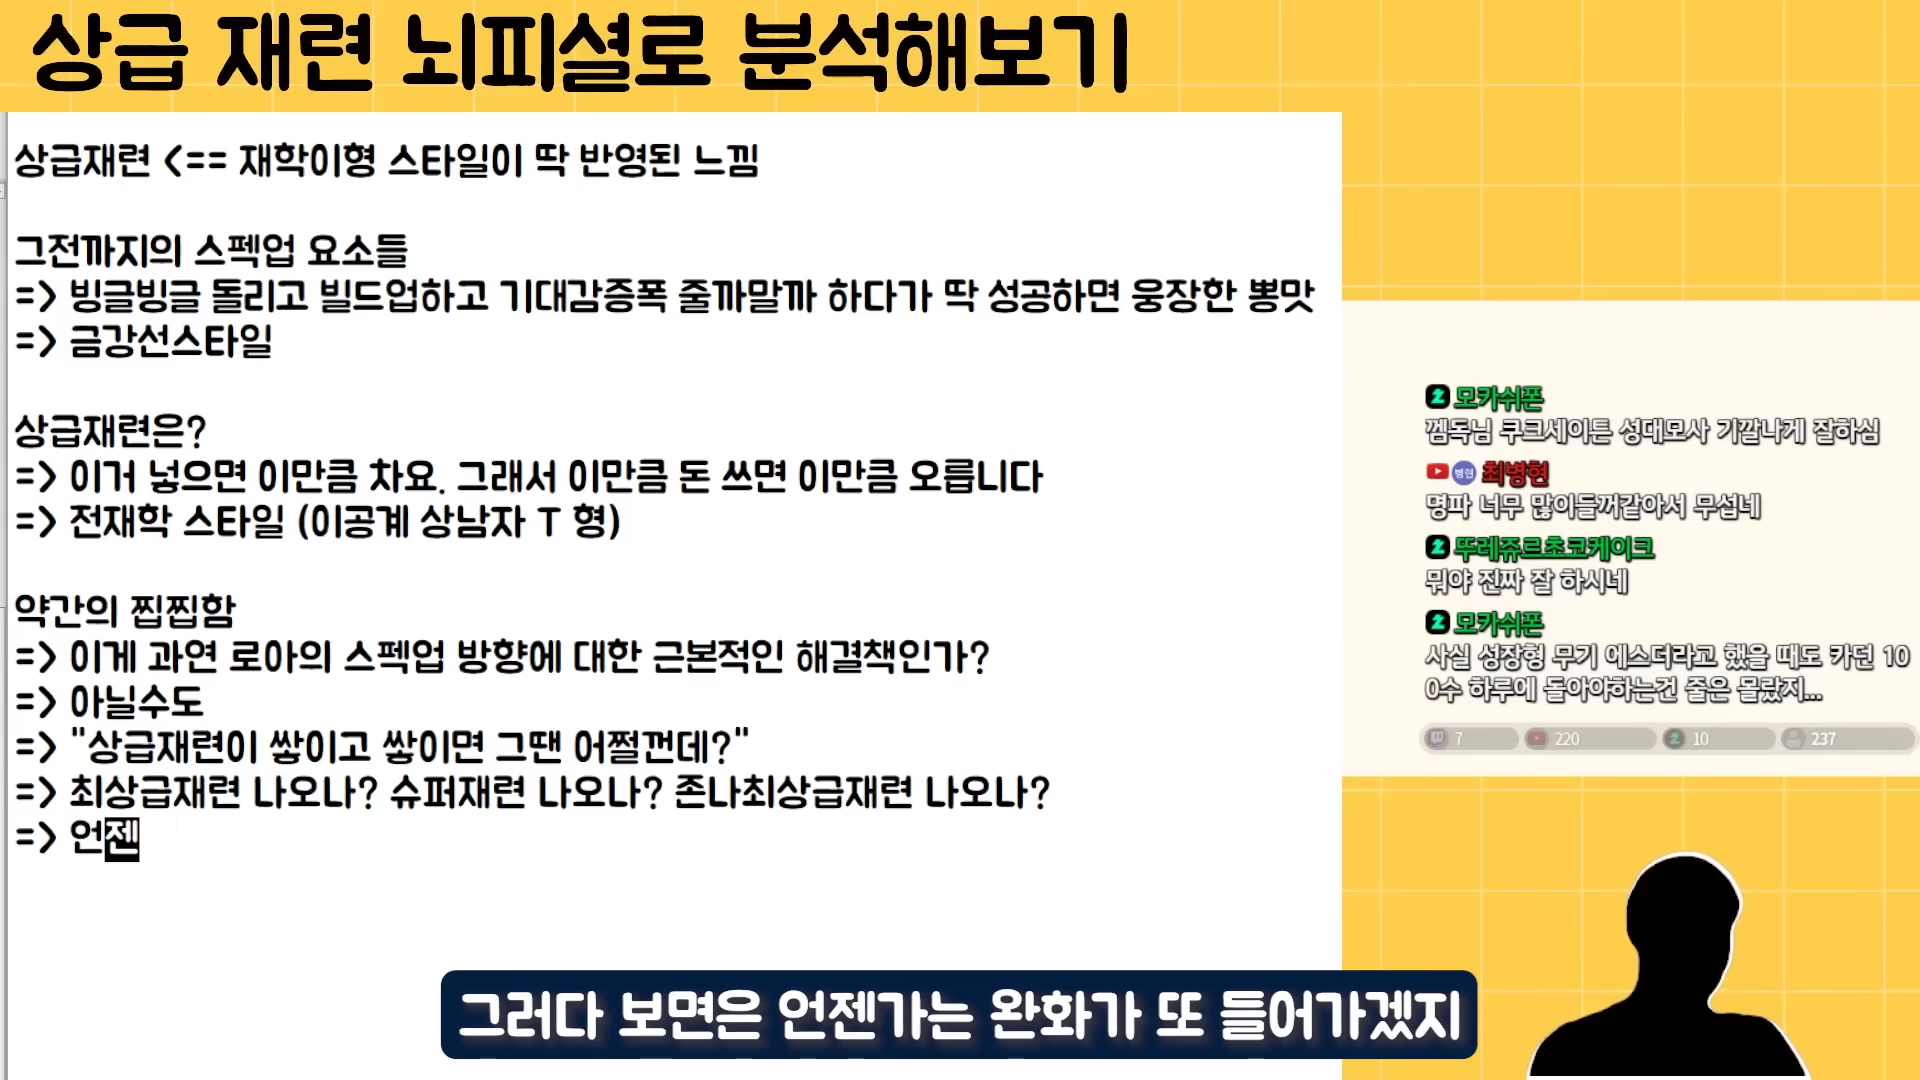 상급 재련 뇌피셜로 분석해보기
상급재련 <== 재학이형 스타일이 딱 반영된 느낌
그전까지의 스펙업 요소들
=> 빙글빙글 돌리고 빌드업하고 기대감증폭 줄까말까 하다가 딱 성공하면 웅장한 뽕맛
=> 금강선스타일
상급재련은?
=> 이거 넣으면 이만큼 차요. 그래서 이만큼 돈 쓰면 이만큼 오릅니다
=> 전재학 스타일 (이공계 상남자 T 형)
약간의 찝찝함
=> 이게 과연 로아의 스펙업 방향에 대한 근본적인 해결책인가?
=> 아닐수도
=> "상급재련이 쌓이고 쌓이면 그땐 어쩔껀데?"
=> 최상급재련 나오나? 슈퍼재련 나오나? 존나최상급재련 나오나?
=> 언젠
모카쉬폰
껨독님 쿠크세이튼 성대모사 기깔나게 잘하심
병현 최병현
명파 너무 많이들꺼같아서 무섭네
뚜레쥬르초코케이크
뭐야 진짜 잘 하시네
모카쉬폰
사실 성장형 무기 에스더라고 했을 때도 카던 10
0수 하루에 돌아야하는건 줄은 몰랐지...
7 220 10 237
그러다 보면은 언젠가는 완화가 또 들어가겠지